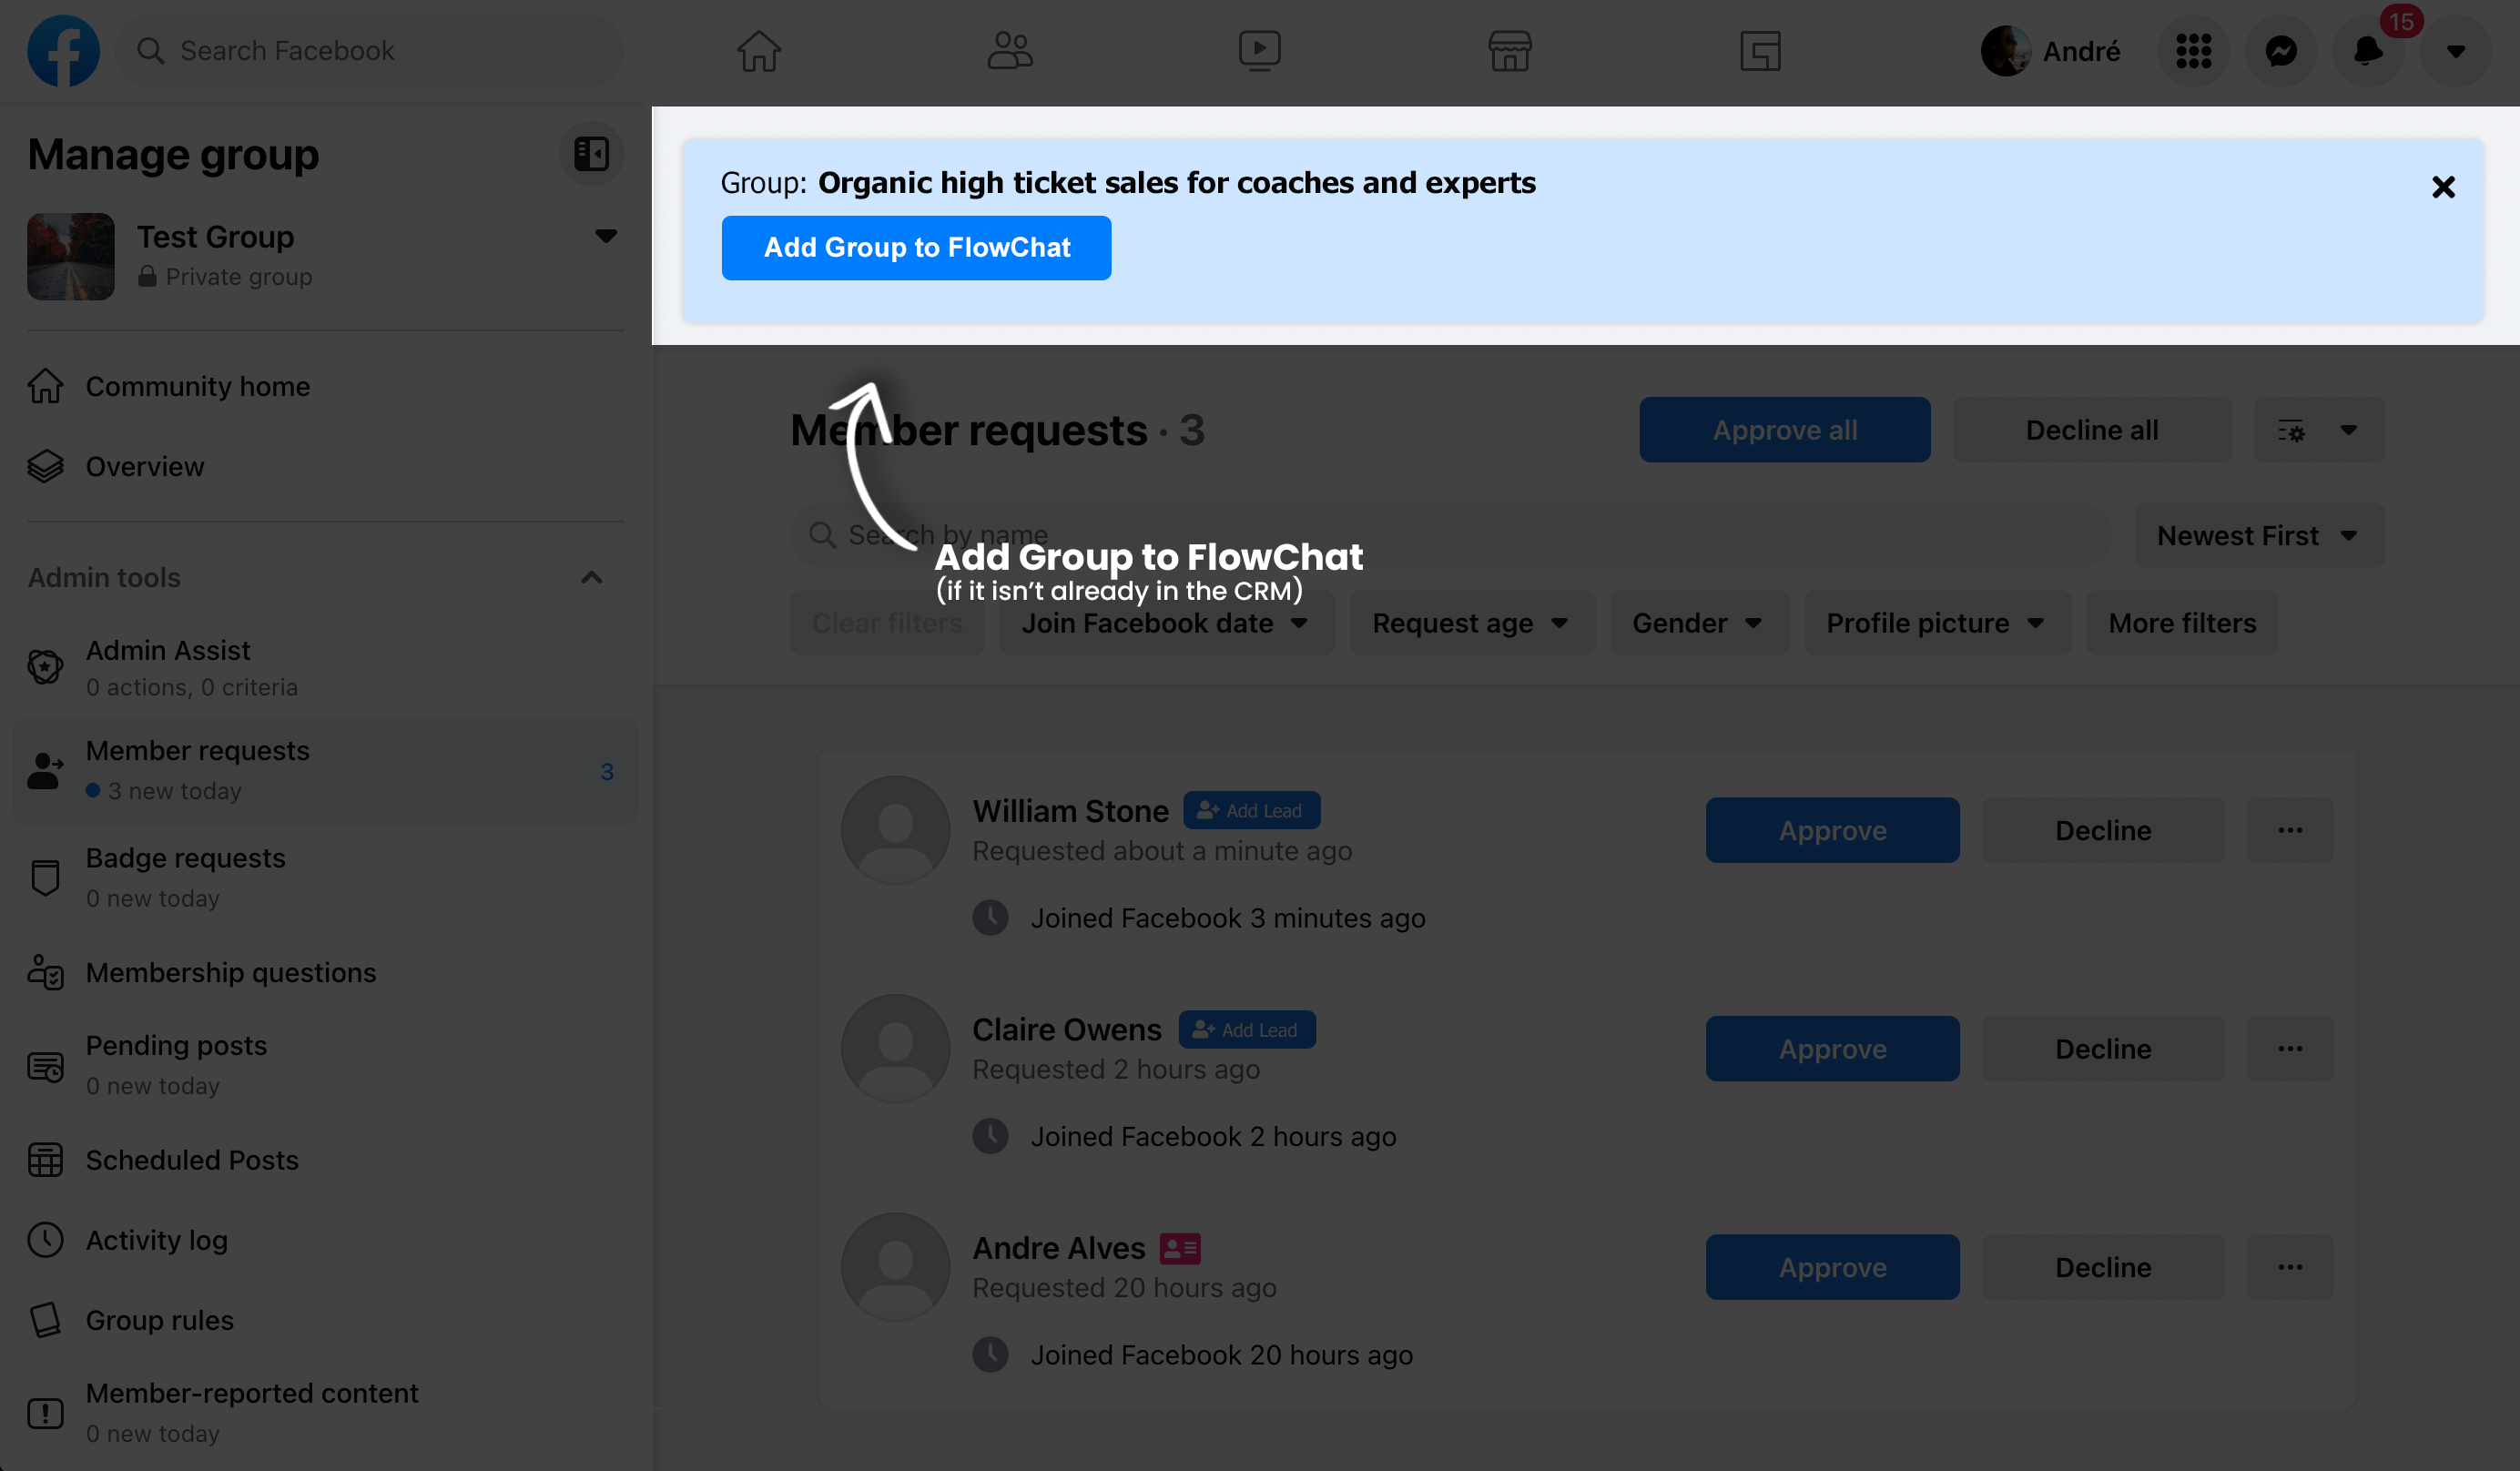 Search Facebook
André
15
Manage group
Test Group
Private group
Community home
Overview
Admin tools
Admin Assist
0 actions, 0 criteria
Member requests
3 new today
3
Badge requests
0 new today
Membership questions
Pending posts
0 new today
Scheduled Posts
Activity log
Group rules
Member-reported content
0 new today
Group: Organic high ticket sales for coaches and experts
Add Group to FlowChat
Member requests · 3
Approve all
Decline all
Search by name
Newest First
Add Group to FlowChat
(if it isn’t already in the CRM)
Clear filters
Join Facebook date
Request age
Gender
Profile picture
More filters
William Stone
Add Lead
Requested about a minute ago
Joined Facebook 3 minutes ago
Approve
Decline
Claire Owens
Add Lead
Requested 2 hours ago
Joined Facebook 2 hours ago
Approve
Decline
Andre Alves
Requested 20 hours ago
Joined Facebook 20 hours ago
Approve
Decline